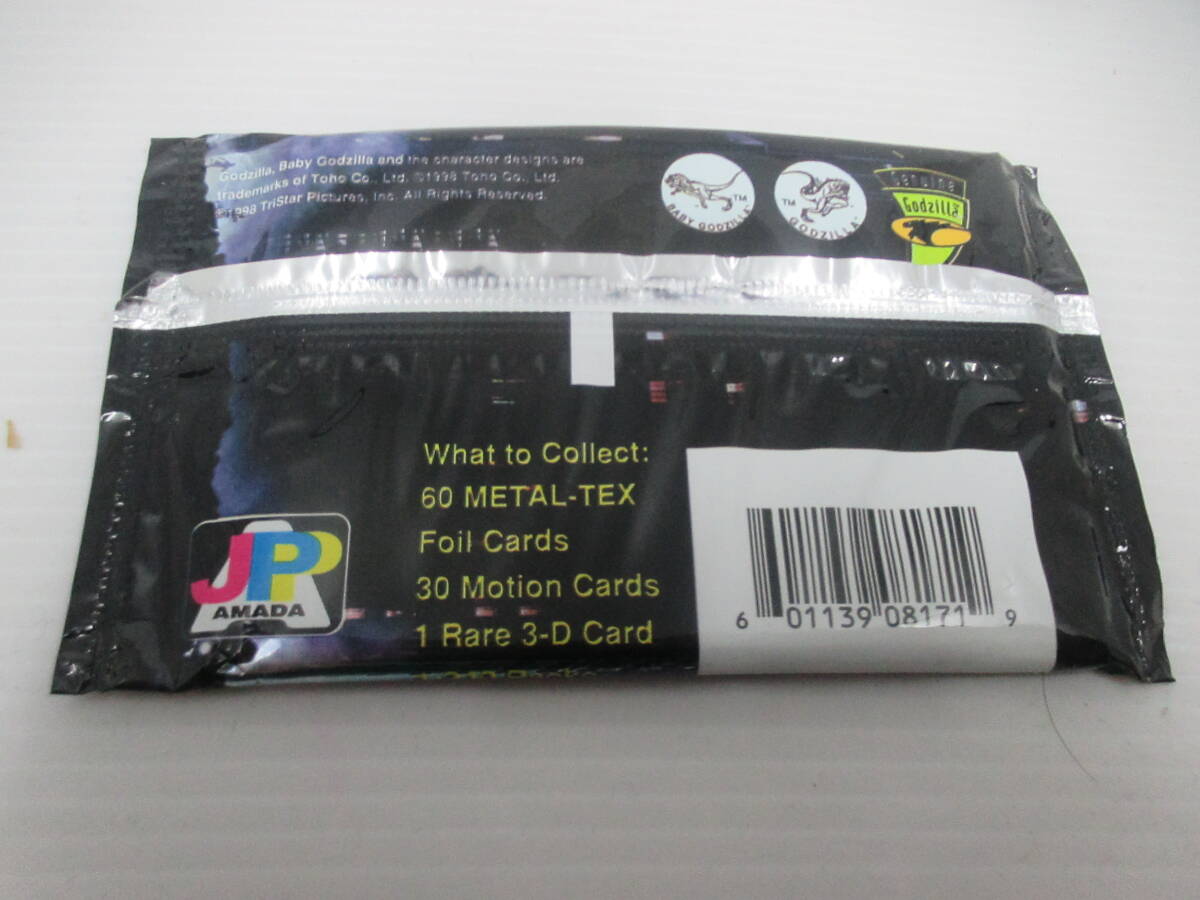 Godzilla, Baby Godzilla and the character designs are
trademarks of Toho Co., Ltd. ©1998 Toho Co., Ltd.
©1998 TriStar Pictures, Inc. All Rights Reserved.
BABY GODZILLA TM
TM GODZILLA
Genuine
Godzilla
What to Collect:
60 METAL-TEX
Foil Cards
30 Motion Cards
1 Rare 3-D Card
JPP
AMADA
6 01139 08171 9